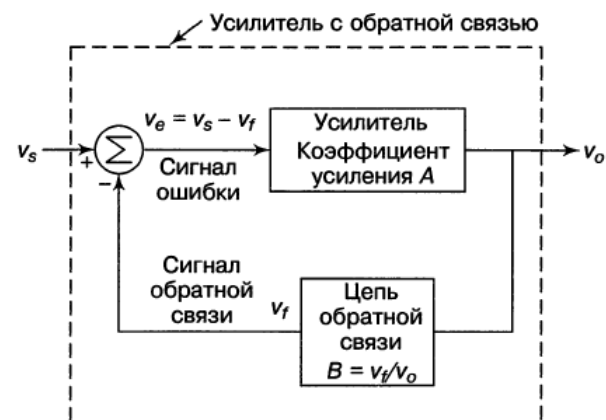 Усилитель с обратной связью
v_e = v_s – v_f
Усилитель
Коэффициент
усиления A
v_s
+
Σ
–
Сигнал
ошибки
v_o
Сигнал
обратной
связи
v_f
Цепь
обратной
связи
B = v_f/v_o